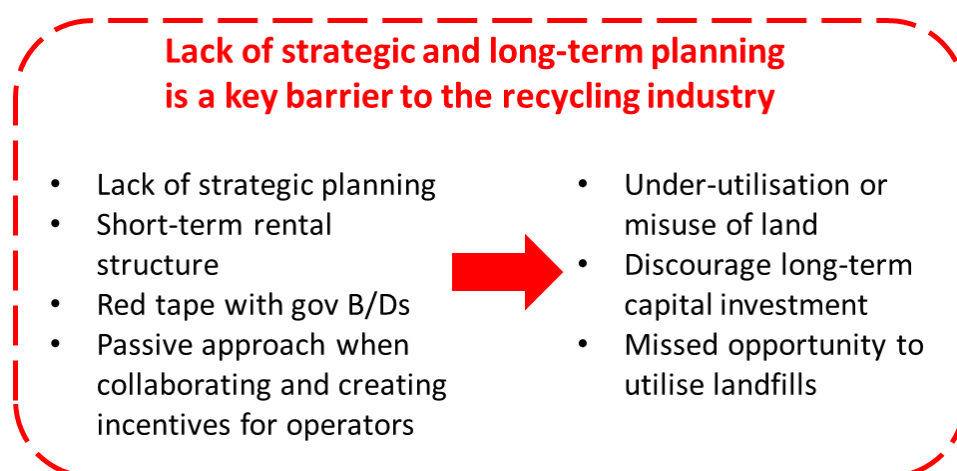 Lack of strategic and long-term planning
is a key barrier to the recycling industry
• Lack of strategic planning
• Short-term rental
structure
• Red tape with gov B/Ds
• Passive approach when
collaborating and creating
incentives for operators
• Under-utilisation or
misuse of land
• Discourage long-term
capital investment
• Missed opportunity to
utilise landfills